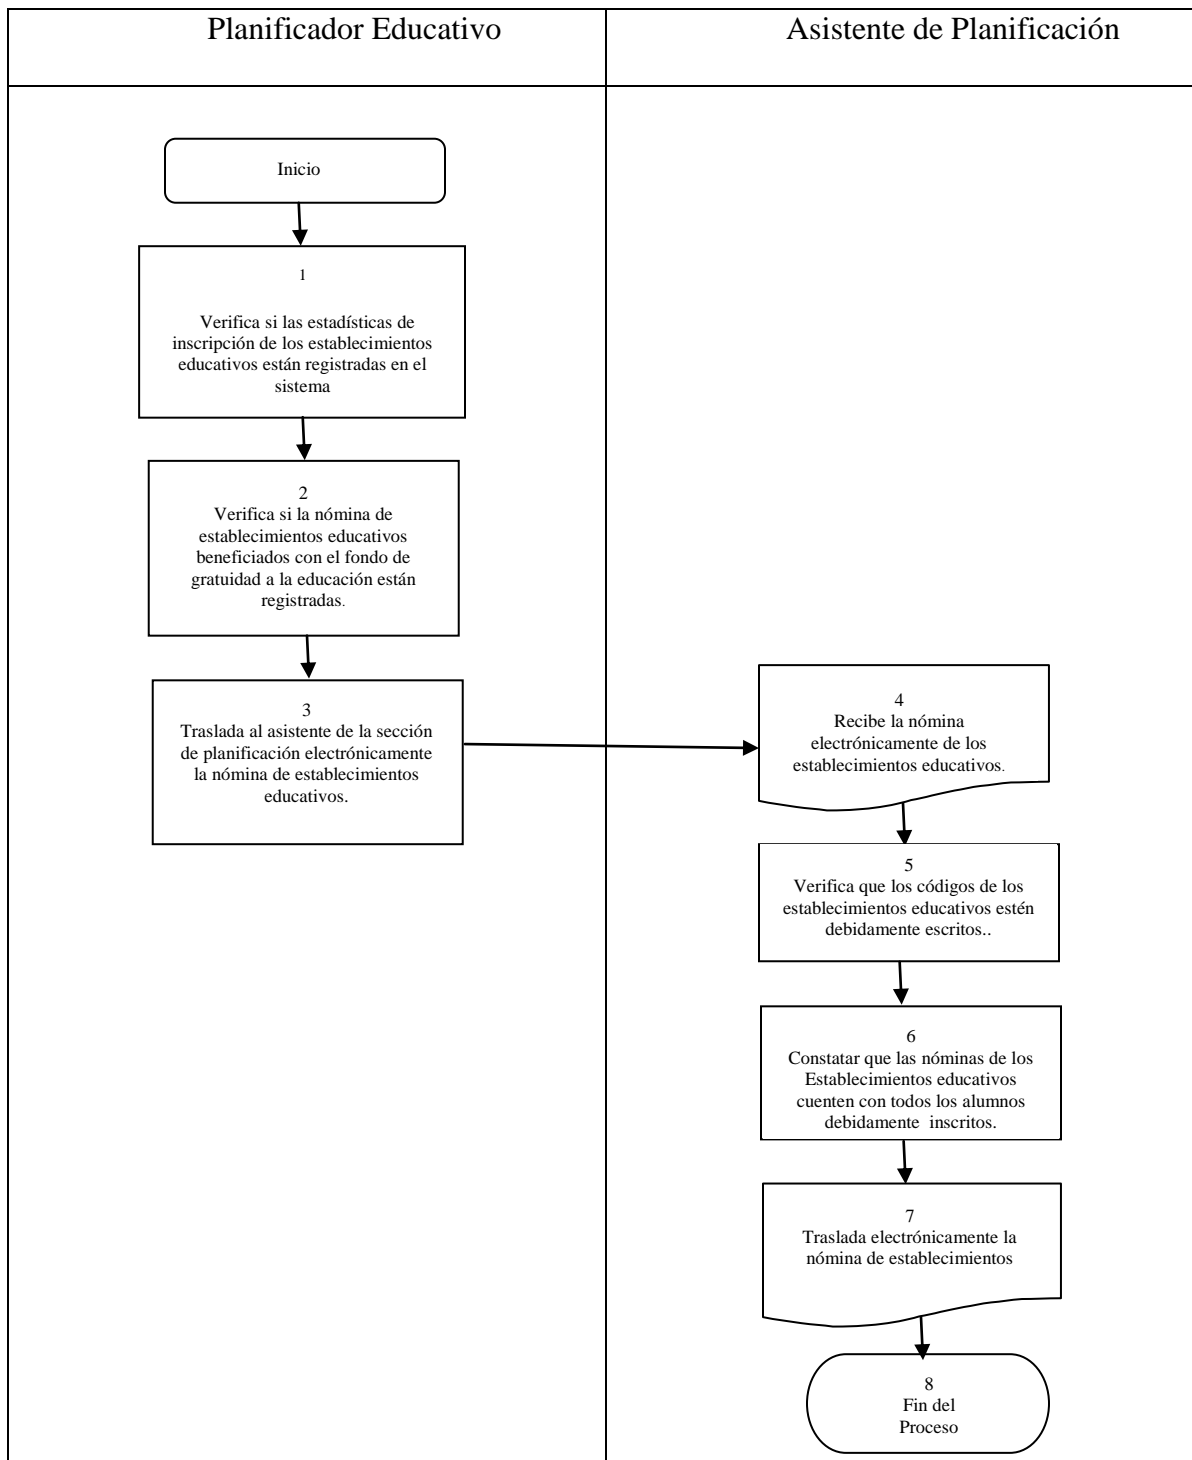 Planificador Educativo
Asistente de Planificación
Inicio
1
Verifica si las estadísticas de
inscripción de los establecimientos
educativos están registradas en el
sistema
2
Verifica si la nómina de
establecimientos educativos
beneficiados con el fondo de
gratuidad a la educación están
registradas.
3
Traslada al asistente de la sección
de planificación electrónicamente
la nómina de establecimientos
educativos.
4
Recibe la nómina
electrónicamente de los
establecimientos educativos.
5
Verifica que los códigos de los
establecimientos educativos estén
debidamente escritos..
6
Constatar que las nóminas de los
Establecimientos educativos
cuenten con todos los alumnos
debidamente inscritos.
7
Traslada electrónicamente la
nómina de establecimientos
8
Fin del
Proceso